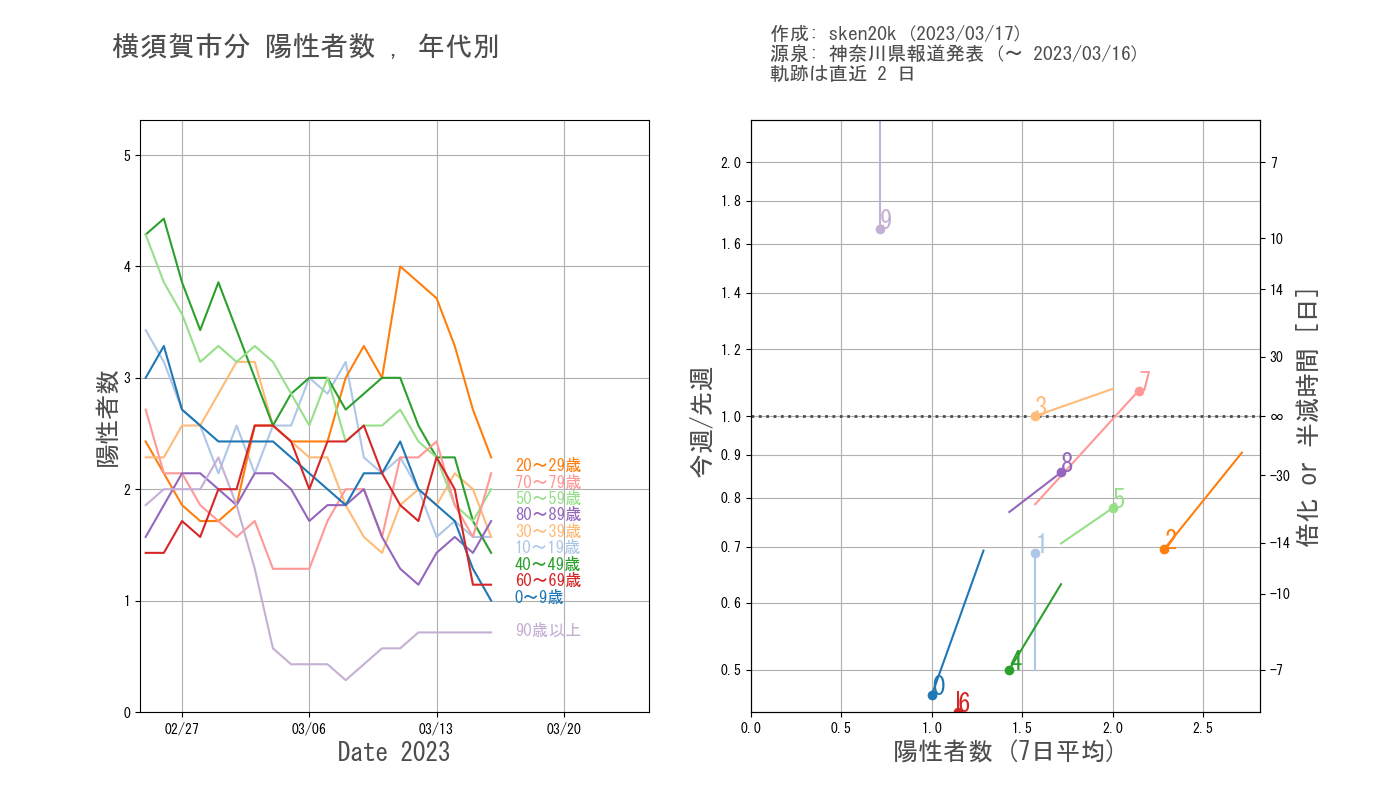 横須賀市分 陽性者数 , 年代別
作成: sken20k (2023/03/17)
源泉: 神奈川県報道発表 (〜 2023/03/16)
軌跡は直近 2 日
陽性者数
5
4
3
2
1
0
02/27
03/06
03/13
03/20
Date 2023
20〜29歳
70〜79歳
50〜59歳
80〜89歳
30〜39歳
10〜19歳
40〜49歳
60〜69歳
0〜9歳
90歳以上
今週/先週
2.0
1.8
1.6
1.4
1.2
1.0
0.9
0.8
0.7
0.6
0.5
9
7
3
8
5
2
1
4
0
6
0.0
0.5
1.0
1.5
2.0
2.5
陽性者数 (7日平均)
7
10
14
30
∞
-30
-14
-10
-7
倍化 or 半減時間 [日]